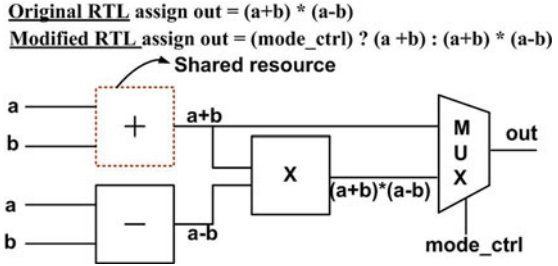 Original RTL assign out = (a+b) * (a-b)
Modified RTL assign out = (mode_ctrl) ? (a +b) : (a+b) * (a-b)
Shared resource
a
b
+
a+b
a
b
−
a-b
X
(a+b)*(a-b)
M
U
X
out
mode_ctrl